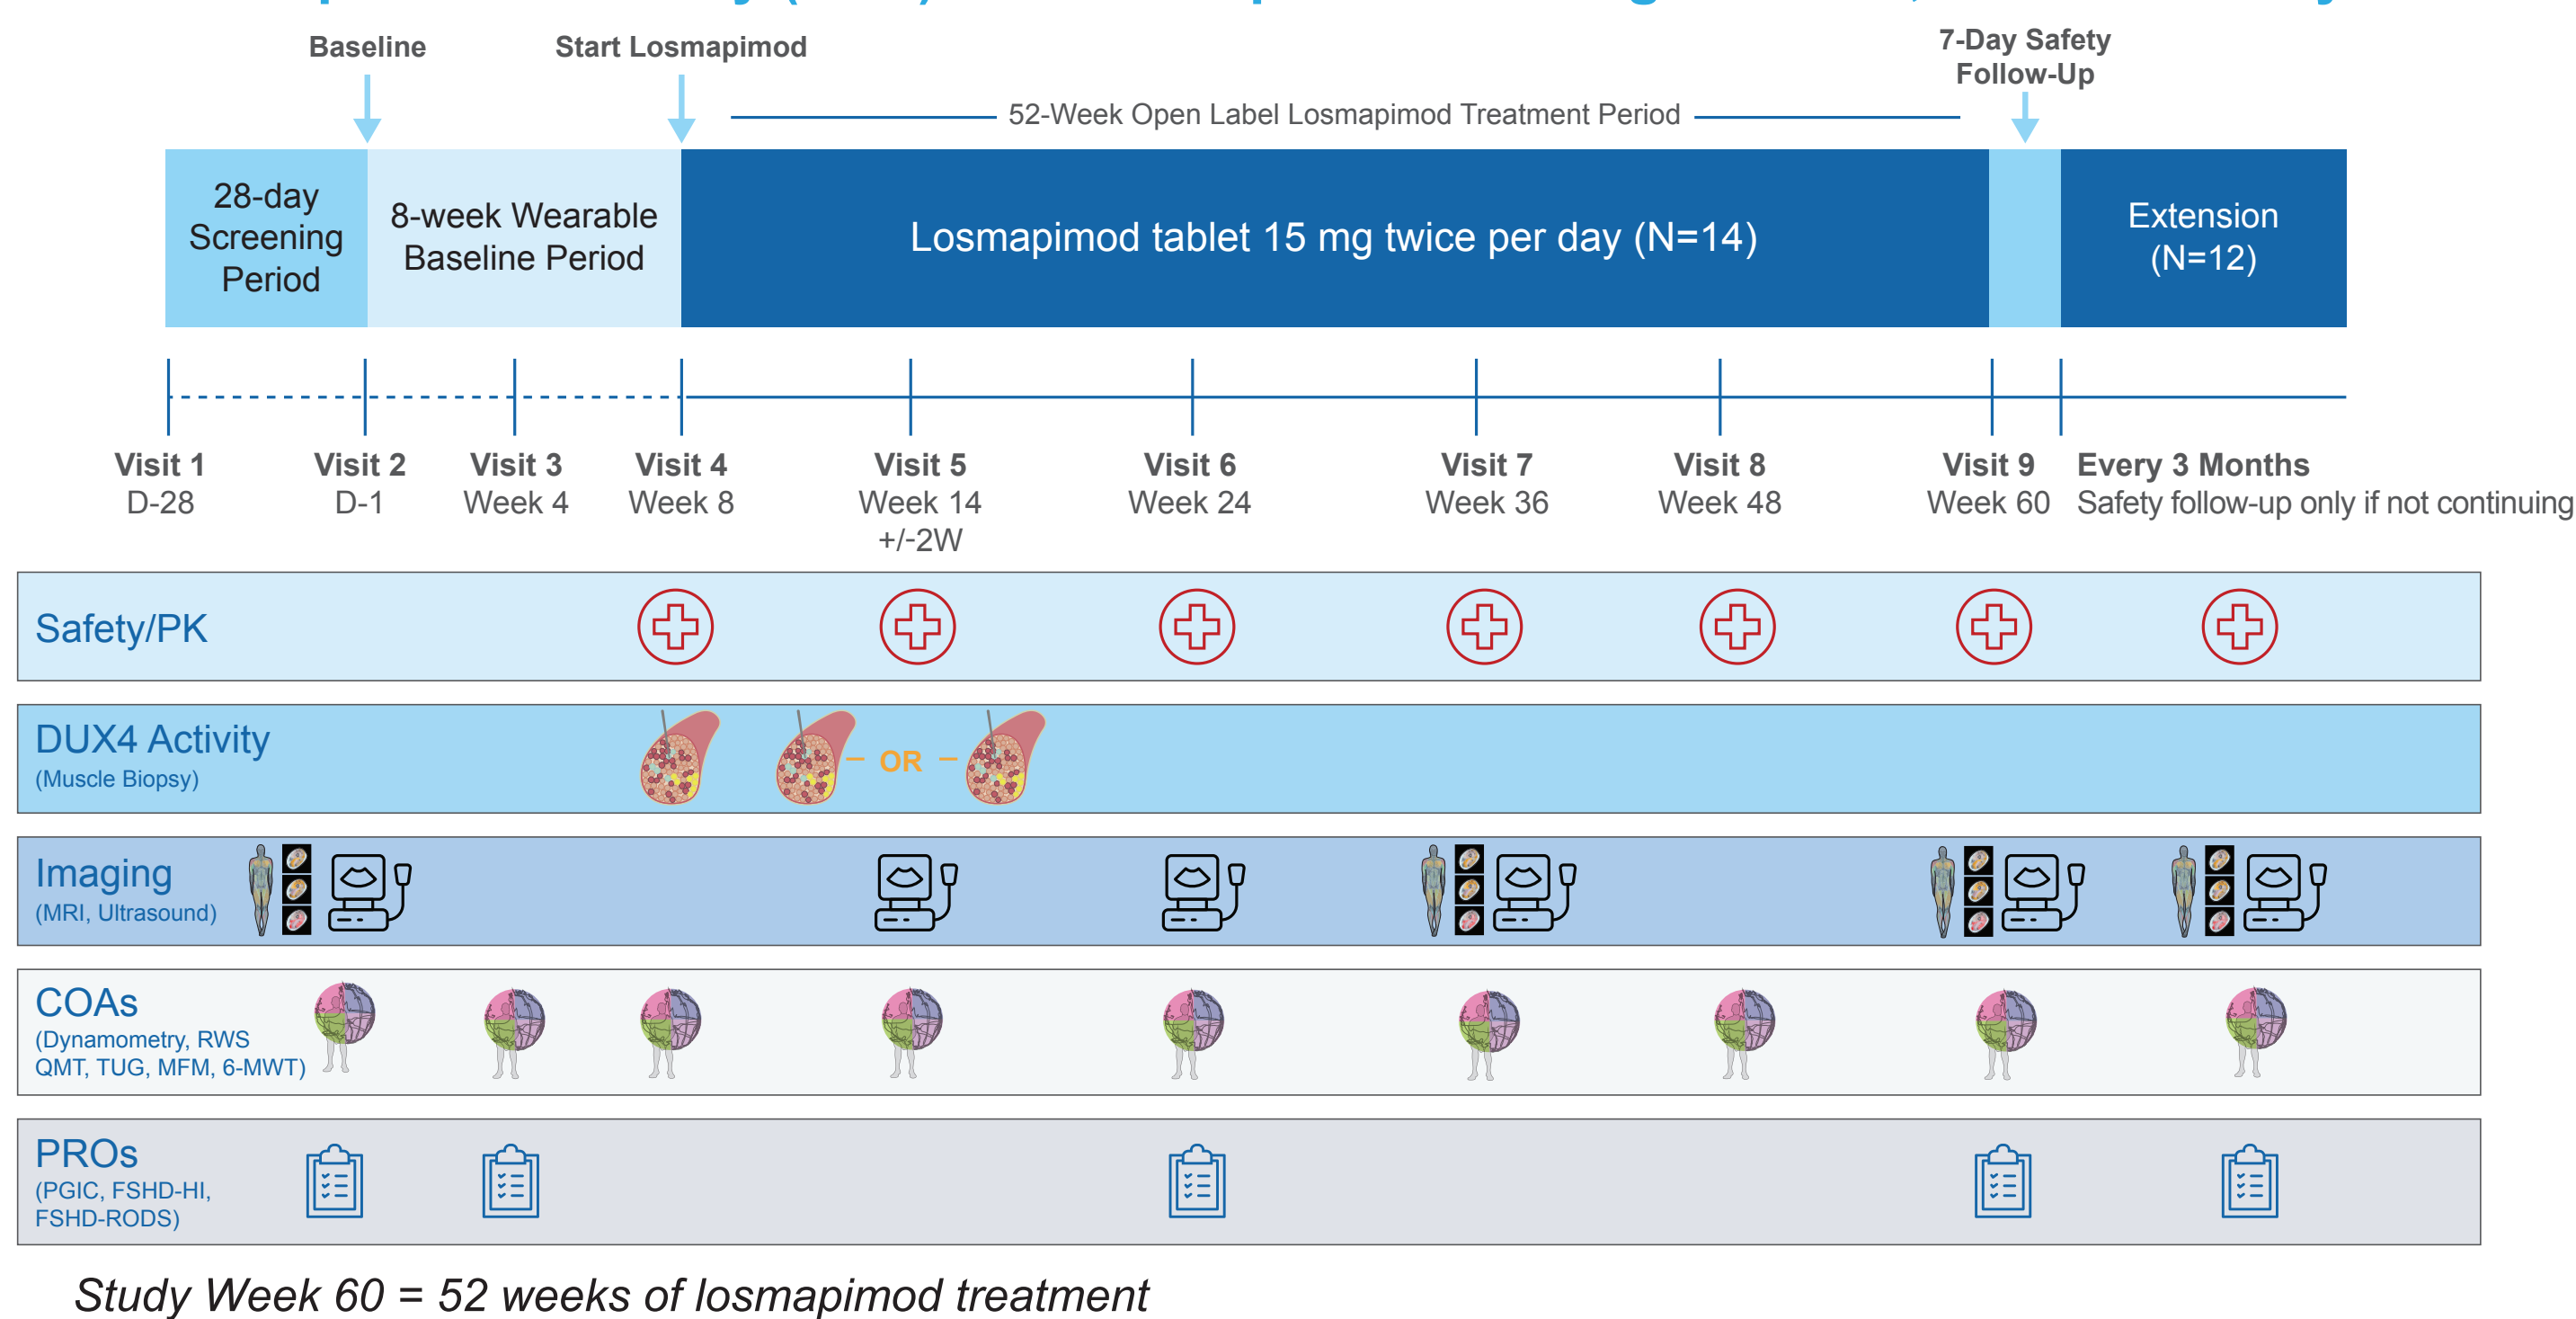 Baseline
Start Losmapimod
7-Day Safety
Follow-Up
52-Week Open Label Losmapimod Treatment Period
28-day
Screening
Period
8-week Wearable
Baseline Period
Losmapimod tablet 15 mg twice per day (N=14)
Extension
(N=12)
Visit 1
D-28
Visit 2
D-1
Visit 3
Week 4
Visit 4
Week 8
Visit 5
Week 14
+/-2W
Visit 6
Week 24
Visit 7
Week 36
Visit 8
Week 48
Visit 9
Week 60
Every 3 Months
Safety follow-up only if not continuing
Safety/PK
DUX4 Activity
(Muscle Biopsy)
OR
Imaging
(MRI, Ultrasound)
COAs
(Dynamometry, RWS
QMT, TUG, MFM, 6-MWT)
PROs
(PGIC, FSHD-HI,
FSHD-RODS)
Study Week 60 = 52 weeks of losmapimod treatment